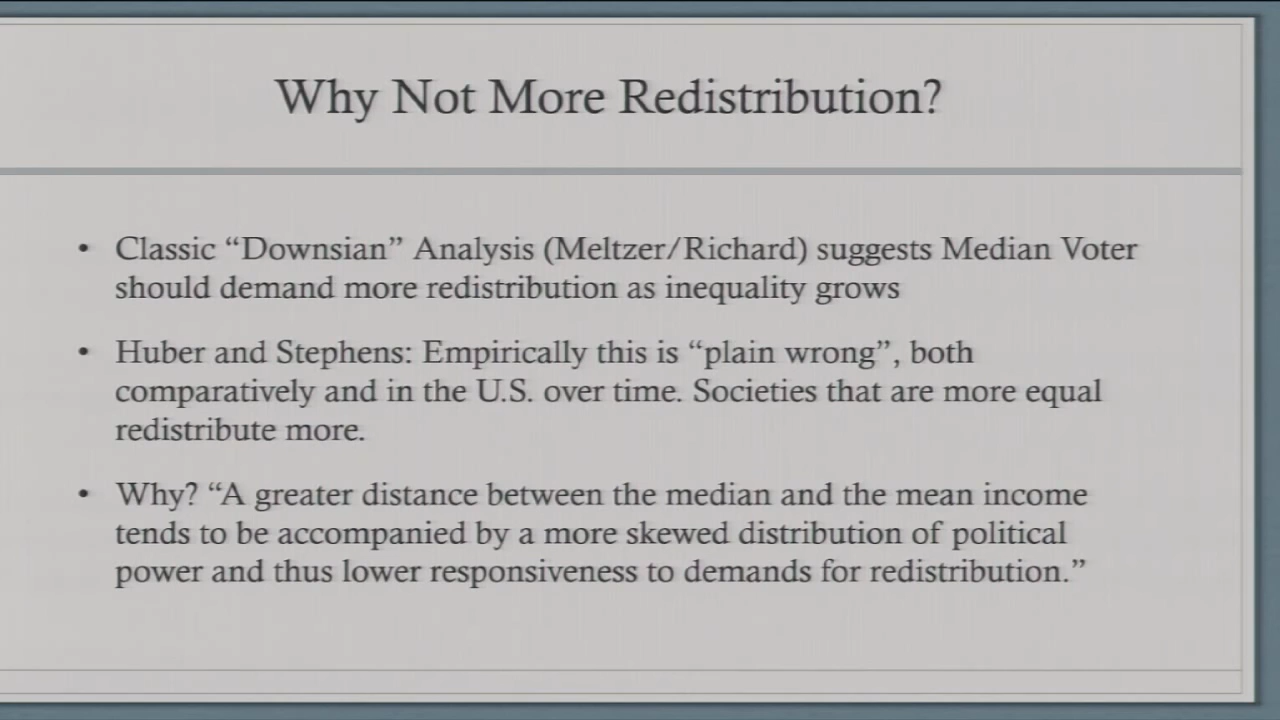 Why Not More Redistribution?
• Classic “Downsian” Analysis (Meltzer/Richard) suggests Median Voter
should demand more redistribution as inequality grows
• Huber and Stephens: Empirically this is “plain wrong”, both
comparatively and in the U.S. over time. Societies that are more equal
redistribute more.
• Why? “A greater distance between the median and the mean income
tends to be accompanied by a more skewed distribution of political
power and thus lower responsiveness to demands for redistribution.”